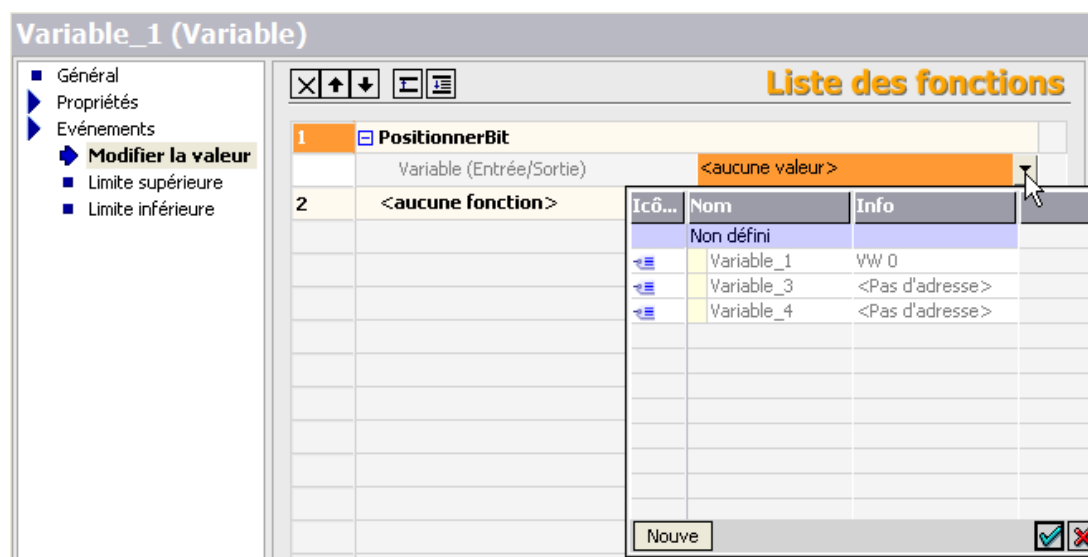 Variable_1 (Variable)
Général
Propriétés
Evénements
Modifier la valeur
Limite supérieure
Limite inférieure
Liste des fonctions
1 PositionnerBit
Variable (Entrée/Sortie) <aucune valeur>
2 <aucune fonction>
Icô... Nom Info
Non défini
Variable_1 VW 0
Variable_3 <Pas d'adresse>
Variable_4 <Pas d'adresse>
Nouve